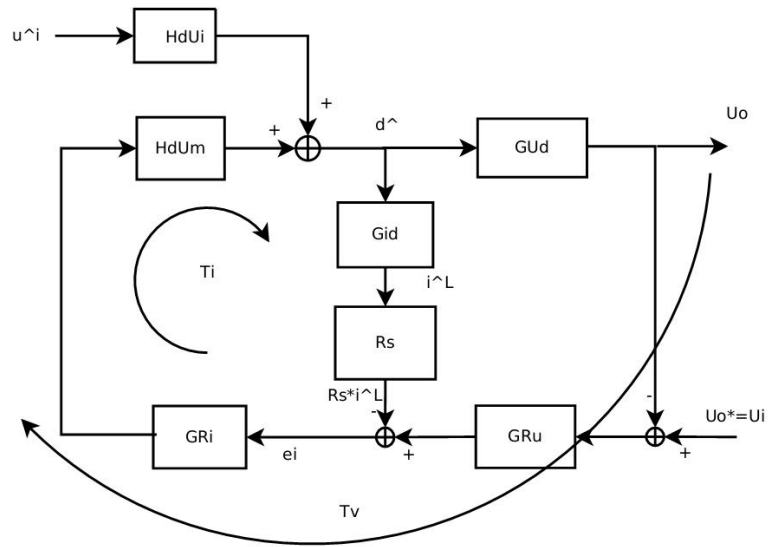 u^i
HdUi
+
Uo
+
d^
HdUm
GUd
Gid
Ti
i^L
Rs
Rs*i^L
-
-
Uo*=Ui
GRi
GRu
ei
+
+
Tv